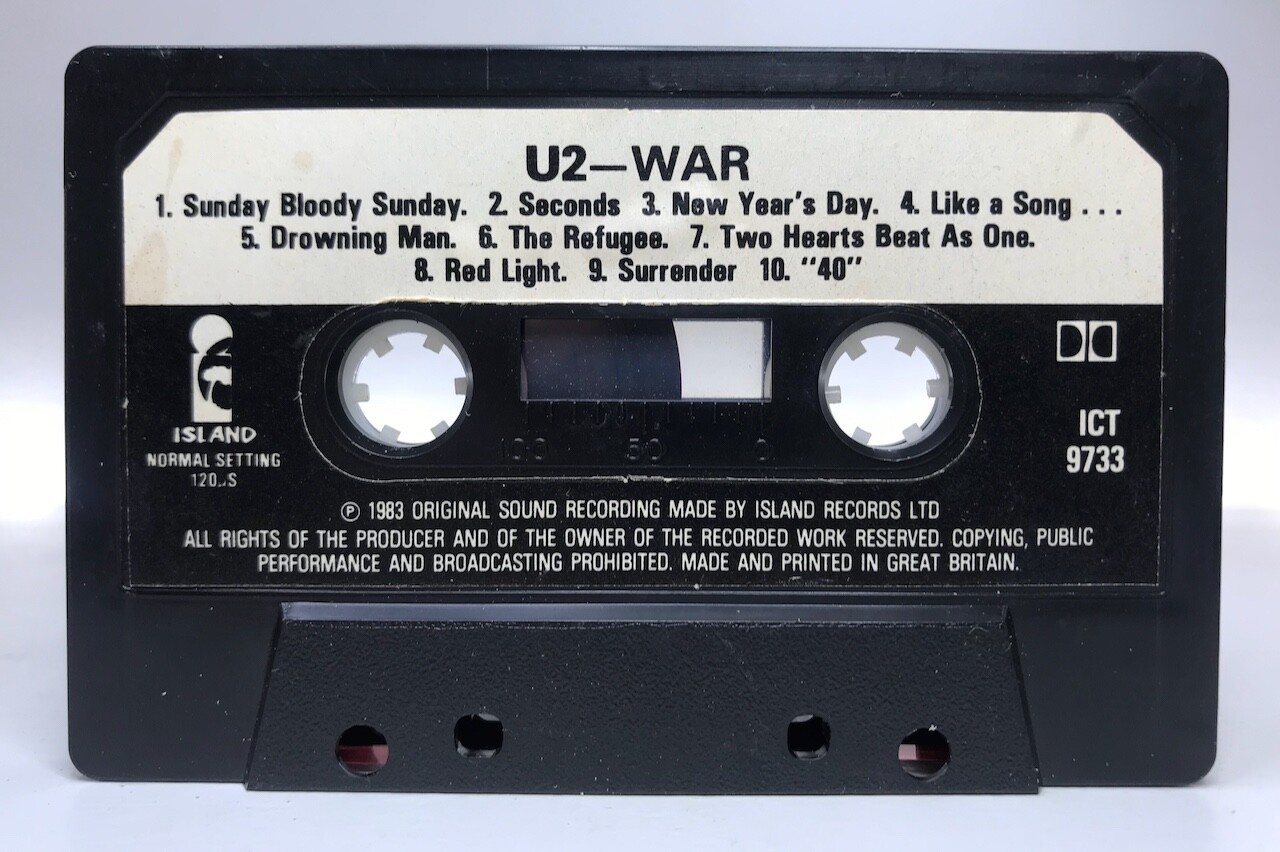 U2—WAR
1. Sunday Bloody Sunday. 2. Seconds 3. New Year's Day. 4. Like a Song . . .
5. Drowning Man. 6. The Refugee. 7. Two Hearts Beat As One.
8. Red Light. 9. Surrender 10. "40"
ISLAND
NORMAL SETTING
120 S
ICT
9733
100 50 0
Ⓟ 1983 ORIGINAL SOUND RECORDING MADE BY ISLAND RECORDS LTD
ALL RIGHTS OF THE PRODUCER AND OF THE OWNER OF THE RECORDED WORK RESERVED. COPYING, PUBLIC
PERFORMANCE AND BROADCASTING PROHIBITED. MADE AND PRINTED IN GREAT BRITAIN.